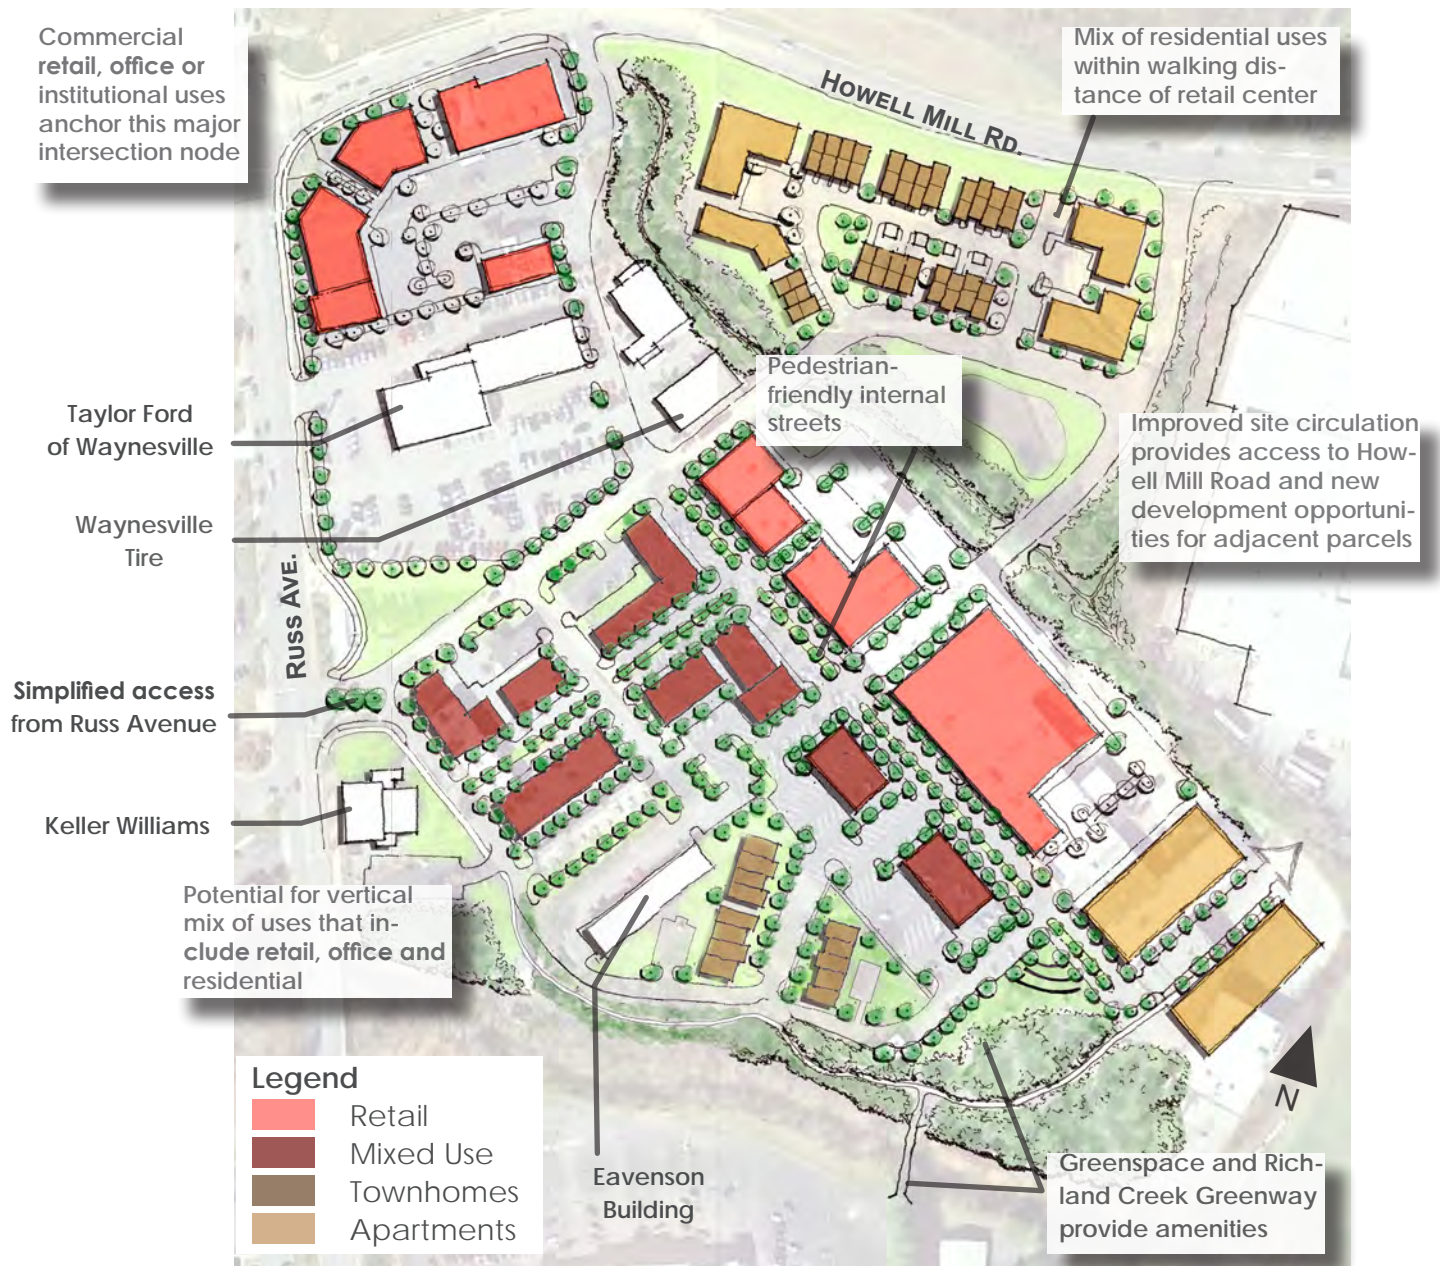 Commercial
retail, office or
institutional uses
anchor this major
intersection node
HOWELL MILL RD.
Mix of residential uses
within walking dis-
tance of retail center
Taylor Ford
of Waynesville
Pedestrian-
friendly internal
streets
Improved site circulation
provides access to How-
ell Mill Road and new
development opportuni-
ties for adjacent parcels
Waynesville
Tire
RUSS AVE.
Simplified access
from Russ Avenue
Keller Williams
Potential for vertical
mix of uses that in-
clude retail, office and
residential
Legend
Retail
Mixed Use
Townhomes
Apartments
Eavenson
Building
N
Greenspace and Rich-
land Creek Greenway
provide amenities